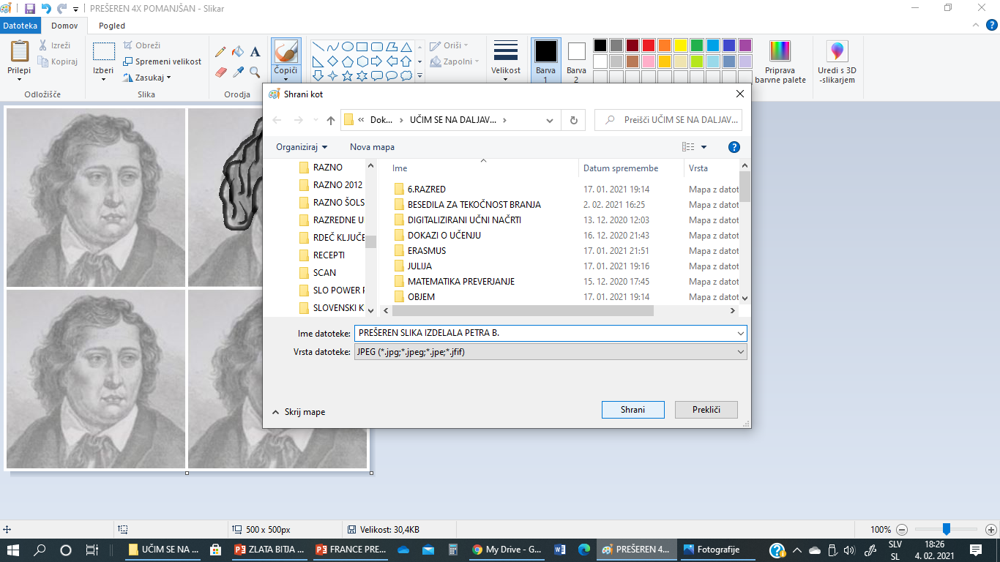 PREŠEREN 4X POMANJŠAN - Slikar
Datoteka Domov Pogled
Prilepi
Izreži
Kopiraj
Odložišče
Izberi
Obreži
Spremeni velikost
Zasukaj
Slika
Orodja
Čopiči
Oriši
Zapolni
Velikost
Barva 1
Barva 2
Priprava barvne palete
Uredi s 3D -slikarjem
Shrani kot
« Dok... › UČIM SE NA DALJAV... ›
Preišči UČIM SE NA DALJAV...
Organiziraj Nova mapa
RAZNO
RAZNO 2012
RAZNO ŠOLS
RAZREDNE U
RDEČ KLJUČE
RECEPTI
SCAN
SLO POWER P
SLOVENSKI K
Ime Datum spremembe Vrsta
6.RAZRED 17. 01. 2021 19:14 Mapa z datot
BESEDILA ZA TEKOČNOST BRANJA 2. 02. 2021 16:25 Mapa z datot
DIGITALIZIRANI UČNI NAČRTI 13. 12. 2020 12:03 Mapa z datot
DOKAZI O UČENJU 16. 12. 2020 21:43 Mapa z datot
ERASMUS 17. 01. 2021 21:51 Mapa z datot
JULIJA 17. 01. 2021 19:16 Mapa z datot
MATEMATIKA PREVERJANJE 15. 12. 2020 17:45 Mapa z datot
OBJEM 17. 01. 2021 19:14 Mapa z datot
Ime datoteke: PREŠEREN SLIKA IZDELALA PETRA B.
Vrsta datoteke: JPEG (*.jpg;*.jpeg;*.jpe;*.jfif)
Skrij mape
Shrani Prekliči
500 x 500px
Velikost: 30,4KB
100%
UČIM SE NA ... ZLATA BITJA ... FRANCE PRE... My Drive - G... PREŠEREN 4... Fotografije
SLV
SL
18:26
4. 02. 2021